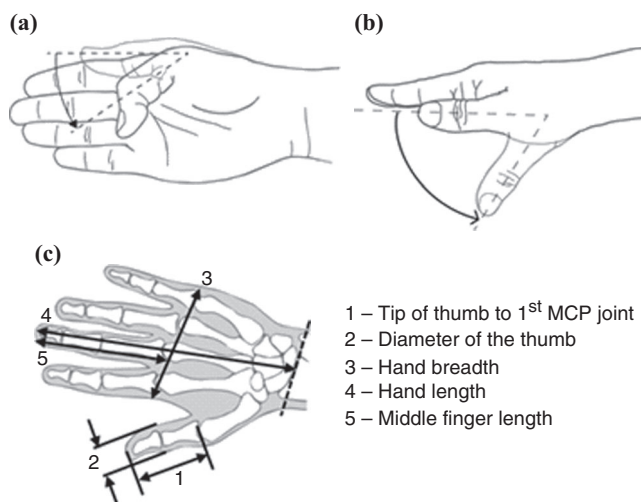 (a)
(b)
(c)
3
4
5
2
1
1 – Tip of thumb to 1st MCP joint
2 – Diameter of the thumb
3 – Hand breadth
4 – Hand length
5 – Middle finger length